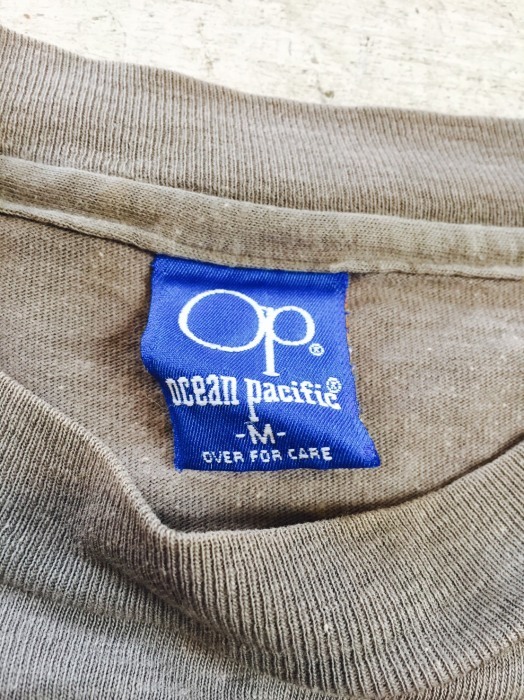 Op®
ocean pacific®
-M-
OVER FOR CARE